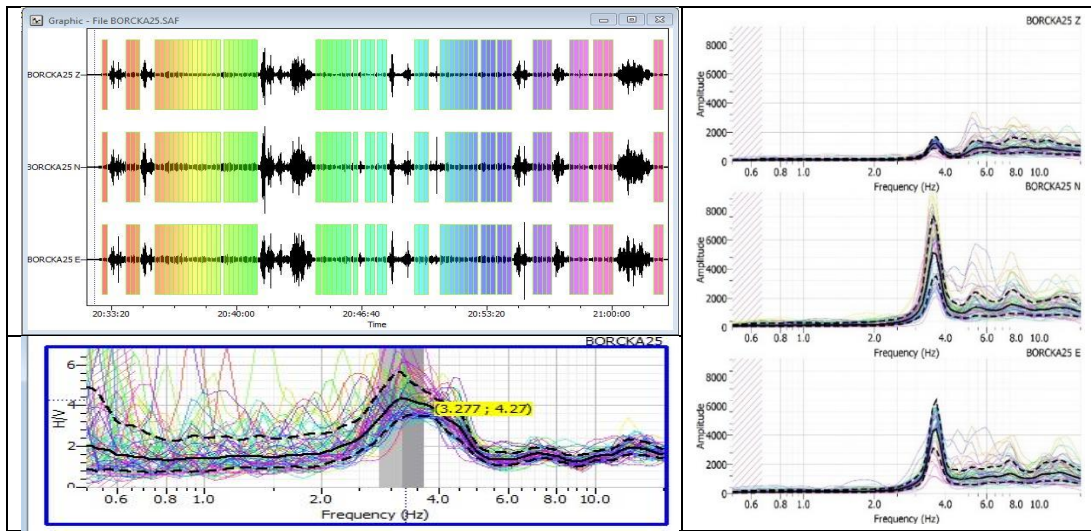 Graphic - File BORCKA25.SAF
BORCKA25 Z
BORCKA25 N
BORCKA25 E
20:33:20 20:40:00 20:46:40 20:53:20 21:00:00
Time
BORCKA25
6
4
2
0
H/V
(3.277 ; 4.27)
0.6 0.8 1.0 2.0 4.0 6.0 8.0 10.0
Frequency (Hz)
BORCKA25 Z
8000
6000
4000
2000
0
Amplitude
0.6 0.8 1.0 2.0 4.0 6.0 8.0 10.0
Frequency (Hz)
BORCKA25 N
8000
6000
4000
2000
0
Amplitude
0.6 0.8 1.0 2.0 4.0 6.0 8.0 10.0
Frequency (Hz)
BORCKA25 E
8000
6000
4000
2000
0
Amplitude
0.6 0.8 1.0 2.0 4.0 6.0 8.0 10.0
Frequency (Hz)